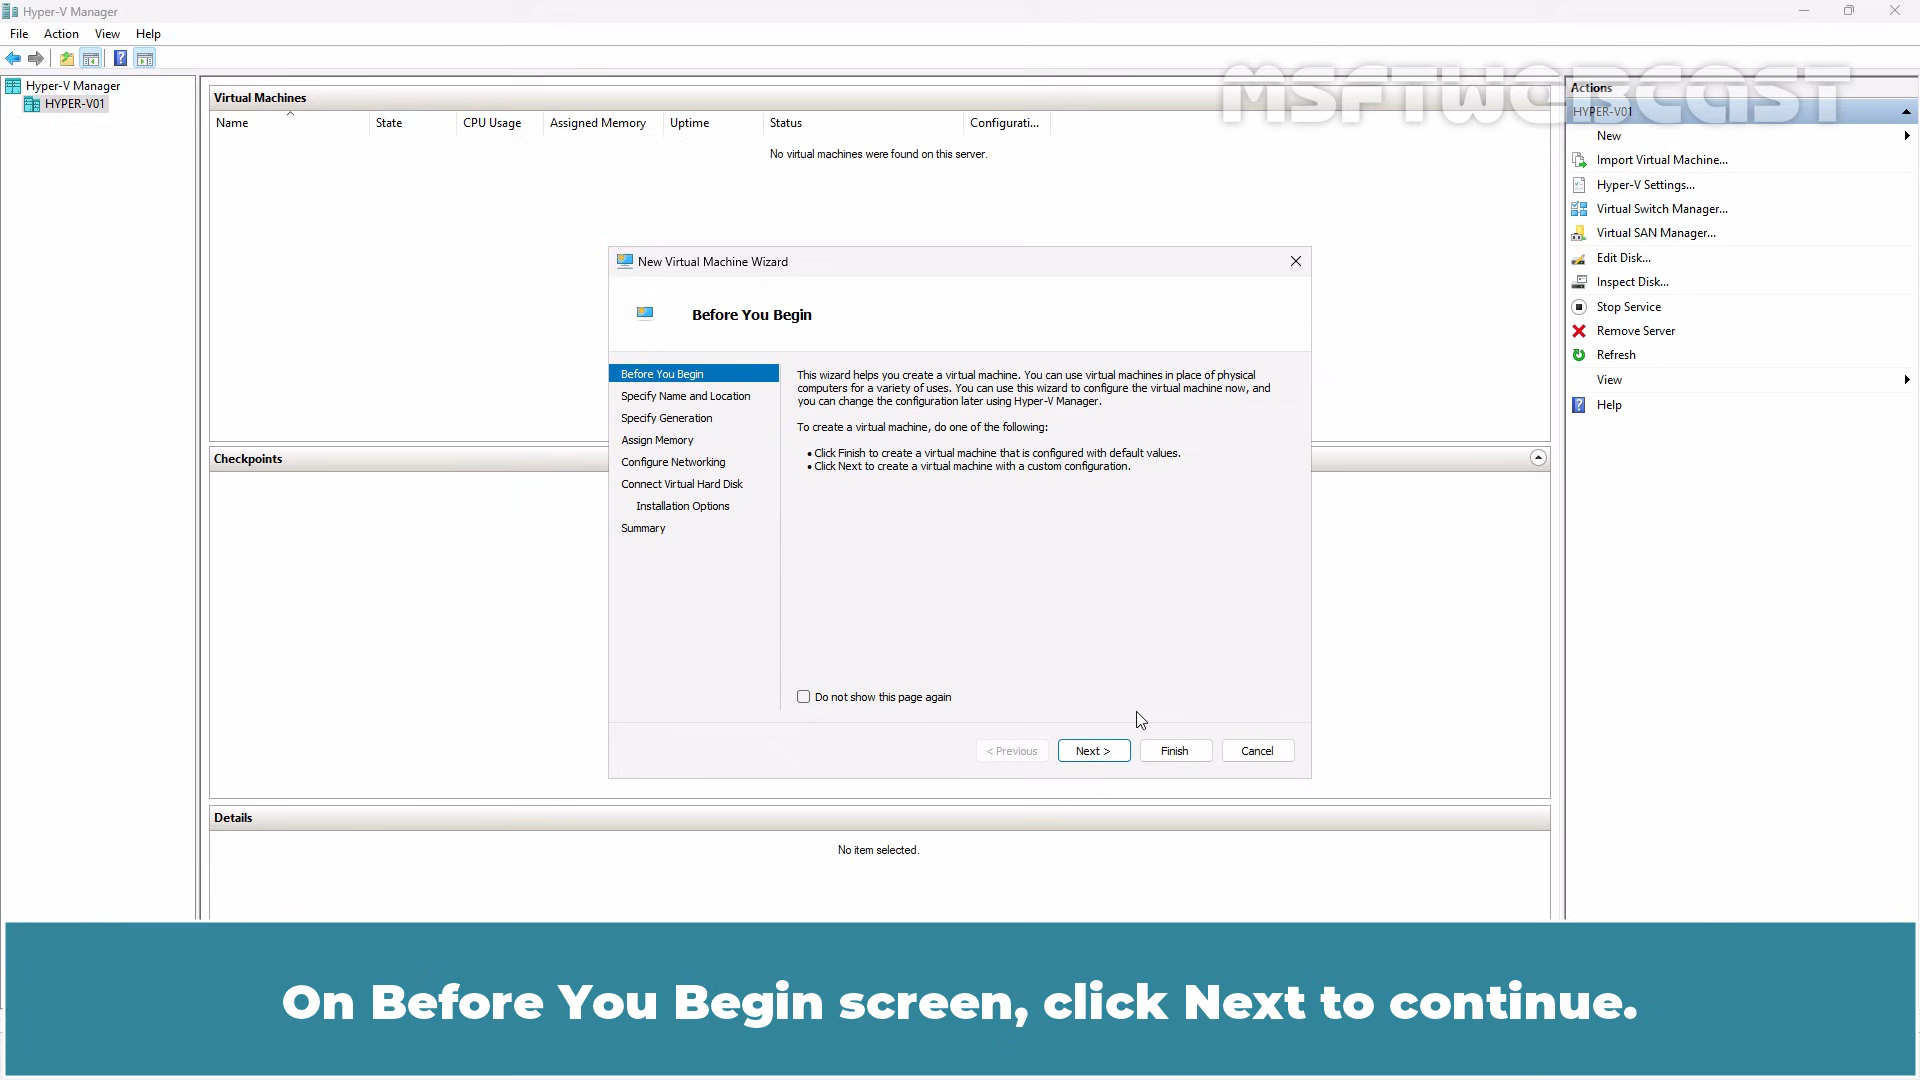 Hyper-V Manager
File Action View Help
Hyper-V Manager
HYPER-V01
Virtual Machines
Name State CPU Usage Assigned Memory Uptime Status Configurati...
No virtual machines were found on this server.
MSFTWEBCAST
Actions
HYPER-V01
New
Import Virtual Machine...
Hyper-V Settings...
Virtual Switch Manager...
Virtual SAN Manager...
Edit Disk...
Inspect Disk...
Stop Service
Remove Server
Refresh
View
Help
New Virtual Machine Wizard
Before You Begin
Before You Begin
Specify Name and Location
Specify Generation
Assign Memory
Configure Networking
Connect Virtual Hard Disk
Installation Options
Summary
This wizard helps you create a virtual machine. You can use virtual machines in place of physical
computers for a variety of uses. You can use this wizard to configure the virtual machine now, and
you can change the configuration later using Hyper-V Manager.
To create a virtual machine, do one of the following:
• Click Finish to create a virtual machine that is configured with default values.
• Click Next to create a virtual machine with a custom configuration.
Do not show this page again
< Previous Next > Finish Cancel
Checkpoints
Details
No item selected.
On Before You Begin screen, click Next to continue.